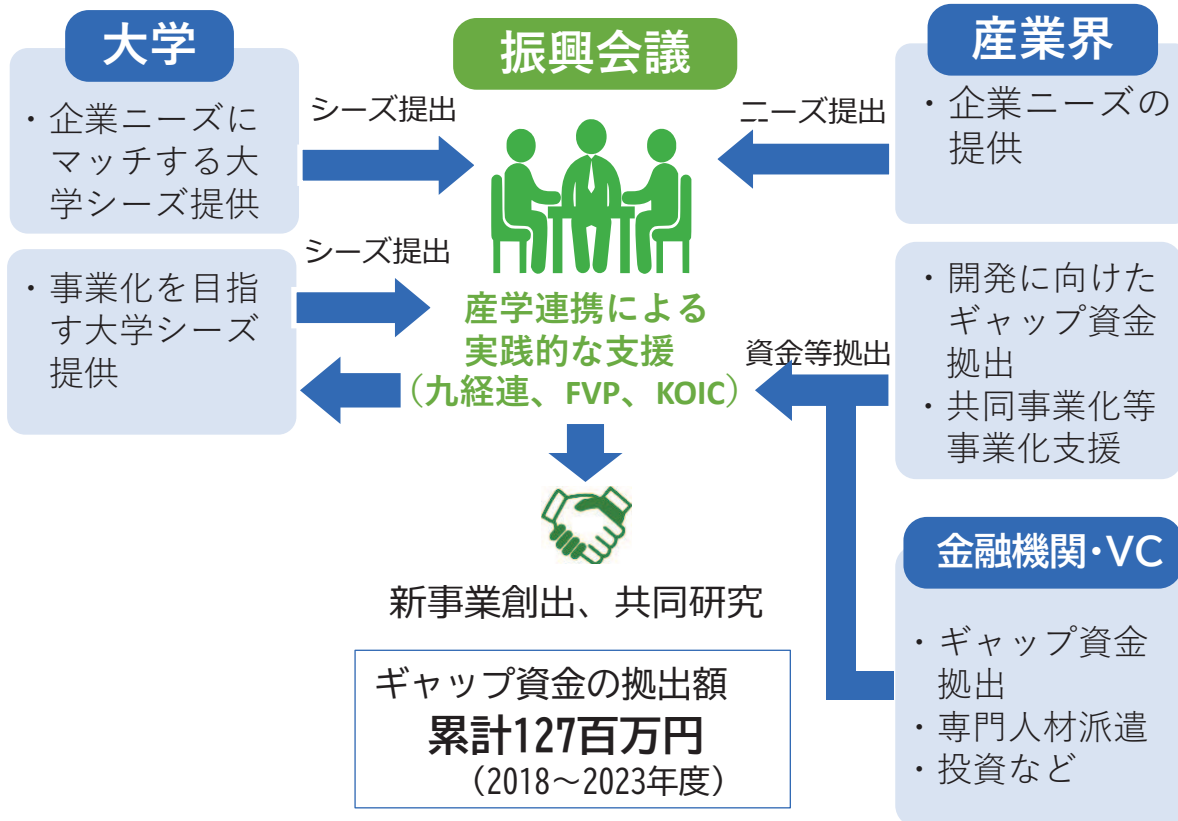 大学
・企業ニーズに
マッチする大
学シーズ提供
・事業化を目指
す大学シーズ
提供
シーズ提出
シーズ提出
振興会議
産学連携による
実践的な支援
（九経連、FVP、KOIC）
新事業創出、共同研究
ギャップ資金の拠出額
累計127百万円
（2018～2023年度）
ニーズ提出
資金等拠出
産業界
・企業ニーズの
提供
・開発に向けた
ギャップ資金
拠出
・共同事業化等
事業化支援
金融機関・VC
・ギャップ資金
拠出
・専門人材派遣
・投資など